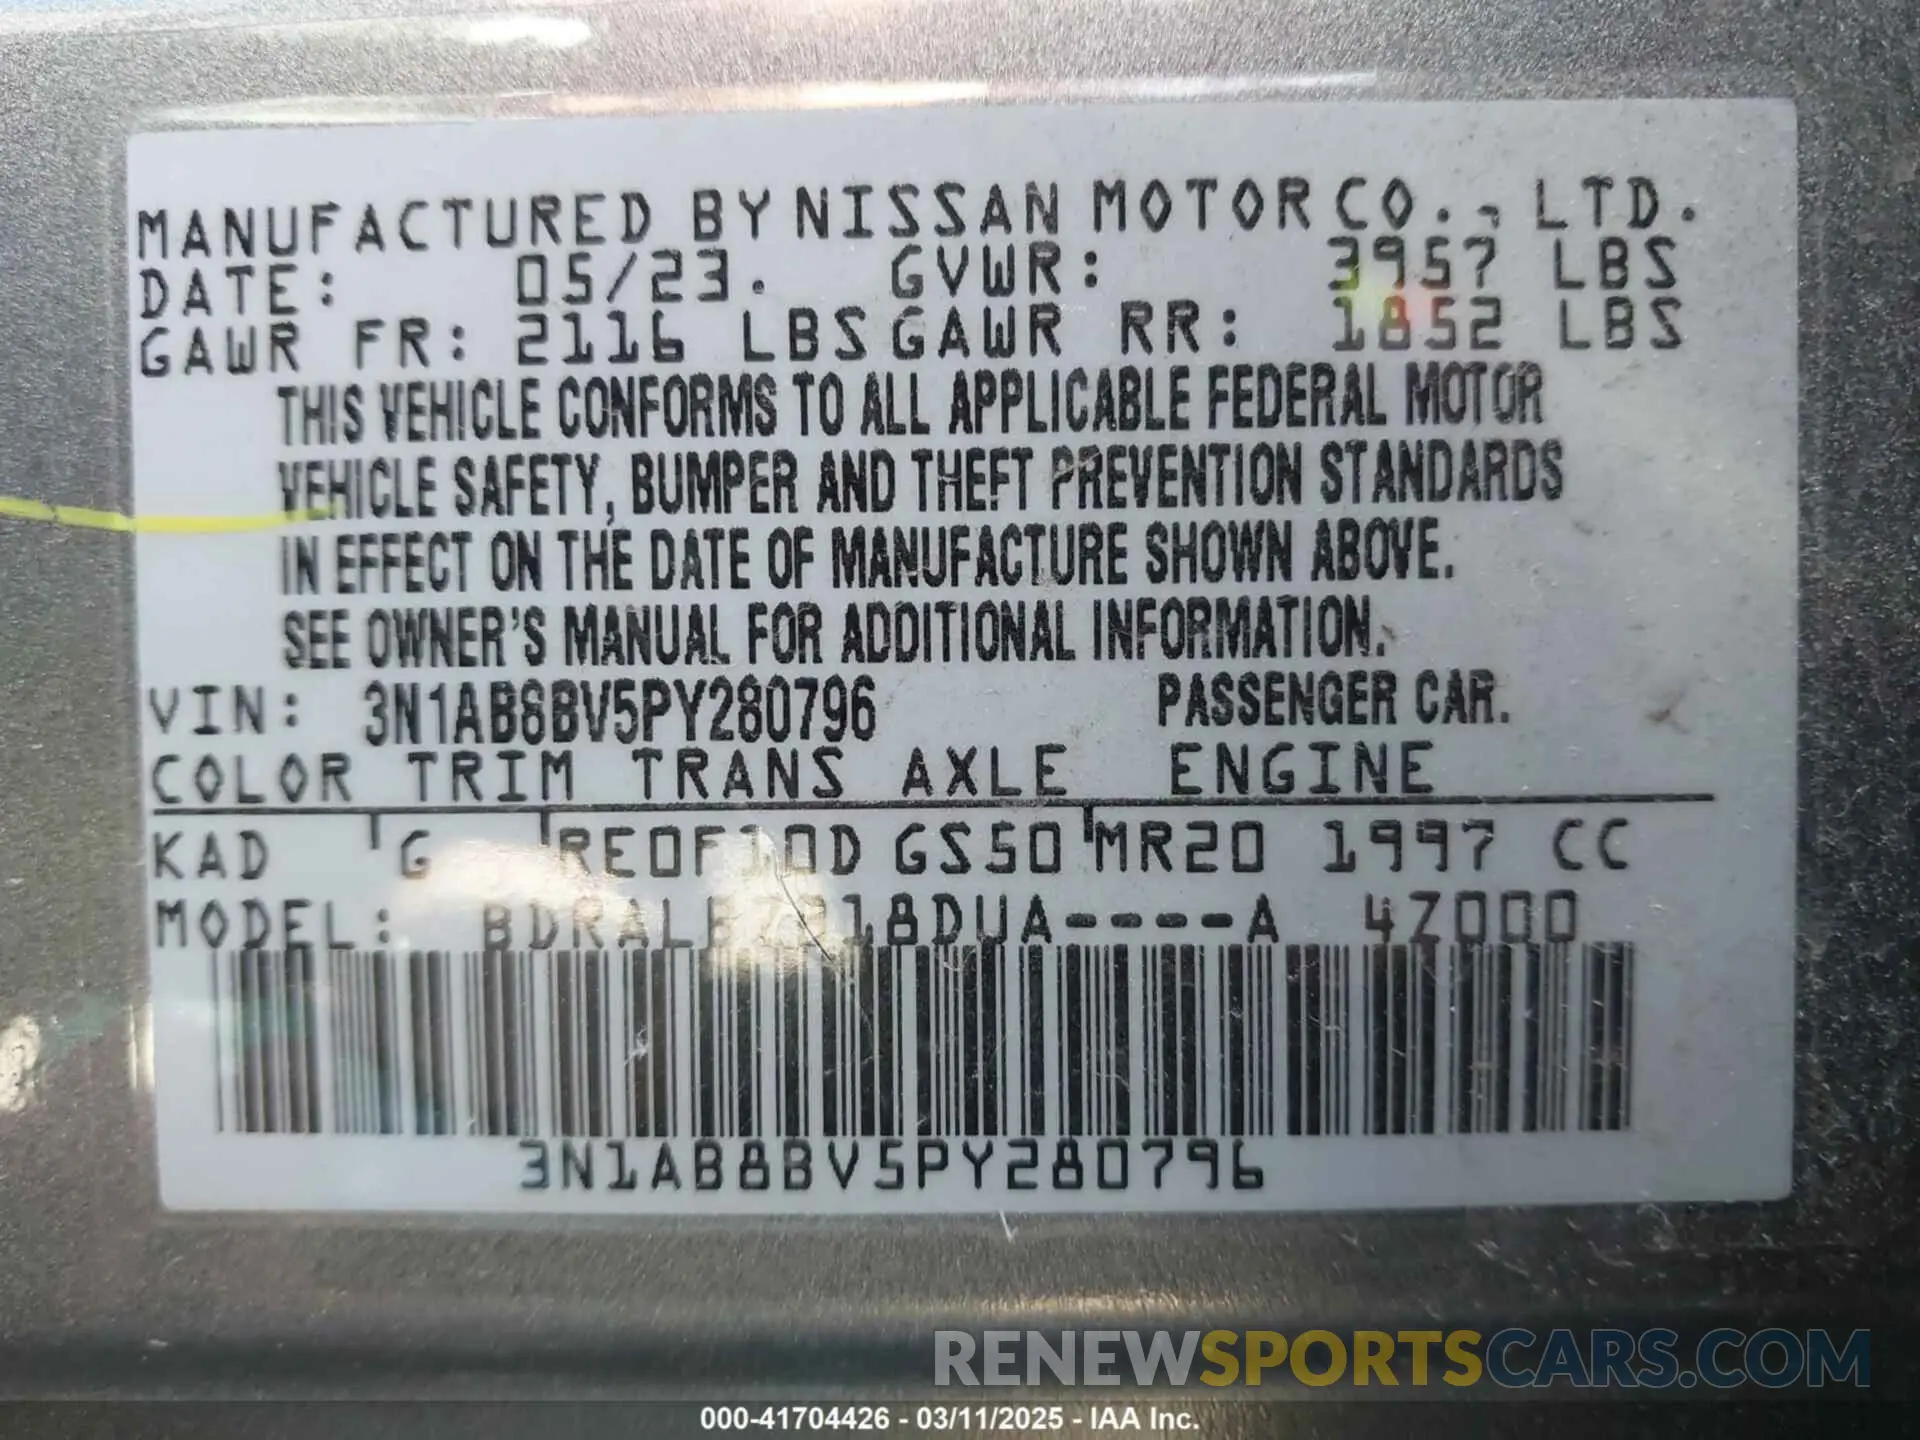 MANUFACTURED BY NISSAN MOTOR CO., LTD.
DATE: 05/23. GVWR: 3957 LBS
GAWR FR: 2116 LBS GAWR RR: 1852 LBS
THIS VEHICLE CONFORMS TO ALL APPLICABLE FEDERAL MOTOR
VEHICLE SAFETY, BUMPER AND THEFT PREVENTION STANDARDS
IN EFFECT ON THE DATE OF MANUFACTURE SHOWN ABOVE.
SEE OWNER'S MANUAL FOR ADDITIONAL INFORMATION.
VIN: 3N1AB8BV5PY280796 PASSENGER CAR.
COLOR TRIM TRANS AXLE ENGINE
KAD G RE0F10D GS50 MR20 1997 CC
MODEL: 4Z000
3N1AB8BV5PY280796
RENEWSPORTSCARS.COM
000-41704426 - 03/11/2025 - IAA Inc.